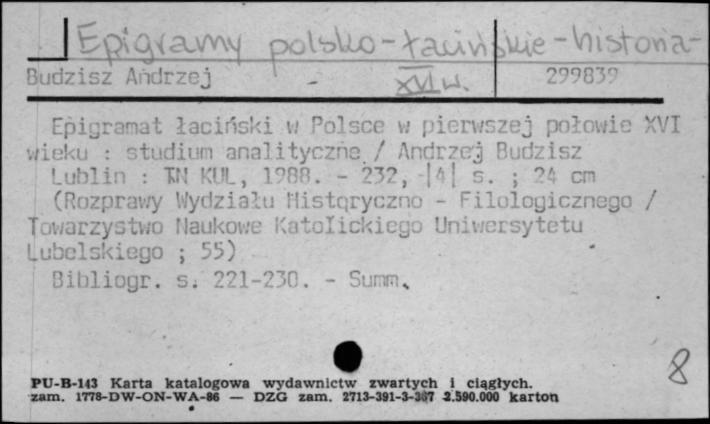 Epigramy polsko-łacińskie-historia-
XVI w.
Budzisz Andrzej 299839
Epigramat łaciński w Polsce w pierwszej połowie XVI
wieku : studium analityczne / Andrzej Budzisz
Lublin : TN KUL, 1988. - 232, |4| s. ; 24 cm
(Rozprawy Wydziału Historyczno - Filologicznego /
Towarzystwo Naukowe Katolickiego Uniwersytetu
Lubelskiego ; 55)
Bibliogr. s. 221-230. - Summ.
8
PU-B-143 Karta katalogowa wydawnictw zwartych i ciągłych.
zam. 1778-DW-ON-WA-86 — DZG zam. 2713-391-3-387 2.590.000 karton